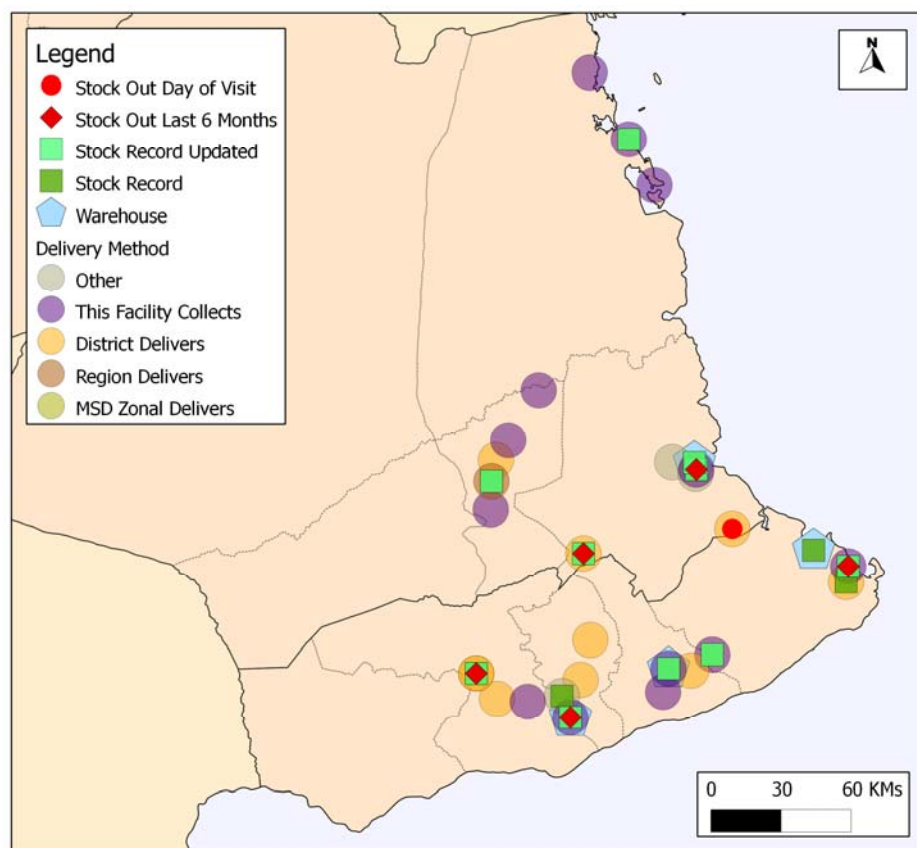 Legend
Stock Out Day of Visit
Stock Out Last 6 Months
Stock Record Updated
Stock Record
Warehouse
Delivery Method
Other
This Facility Collects
District Delivers
Region Delivers
MSD Zonal Delivers
N
0 30 60 KMs